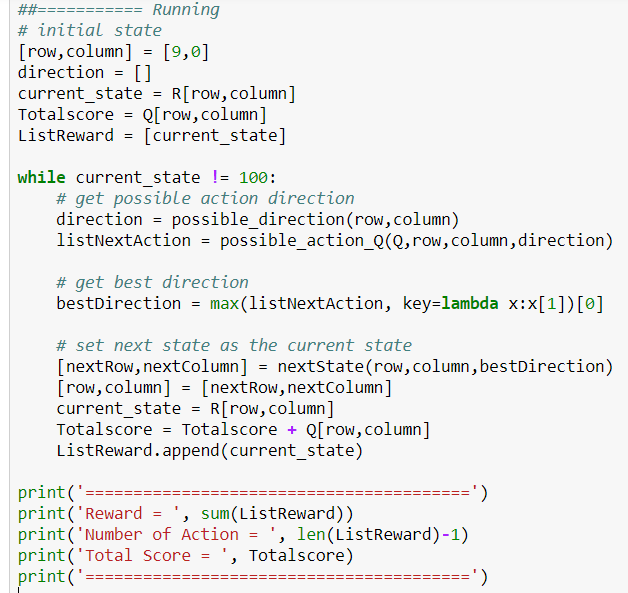 ##=========== Running
# initial state
[row,column] = [9,0]
direction = []
current_state = R[row,column]
Totalscore = Q[row,column]
ListReward = [current_state]
while current_state != 100:
# get possible action direction
direction = possible_direction(row,column)
listNextAction = possible_action_Q(Q,row,column,direction)
# get best direction
bestDirection = max(listNextAction, key=lambda x:x[1])[0]
# set next state as the current state
[nextRow,nextColumn] = nextState(row,column,bestDirection)
[row,column] = [nextRow,nextColumn]
current_state = R[row,column]
Totalscore = Totalscore + Q[row,column]
ListReward.append(current_state)
print('========================================')
print('Reward = ', sum(ListReward))
print('Number of Action = ', len(ListReward)-1)
print('Total Score = ', Totalscore)
print('========================================')